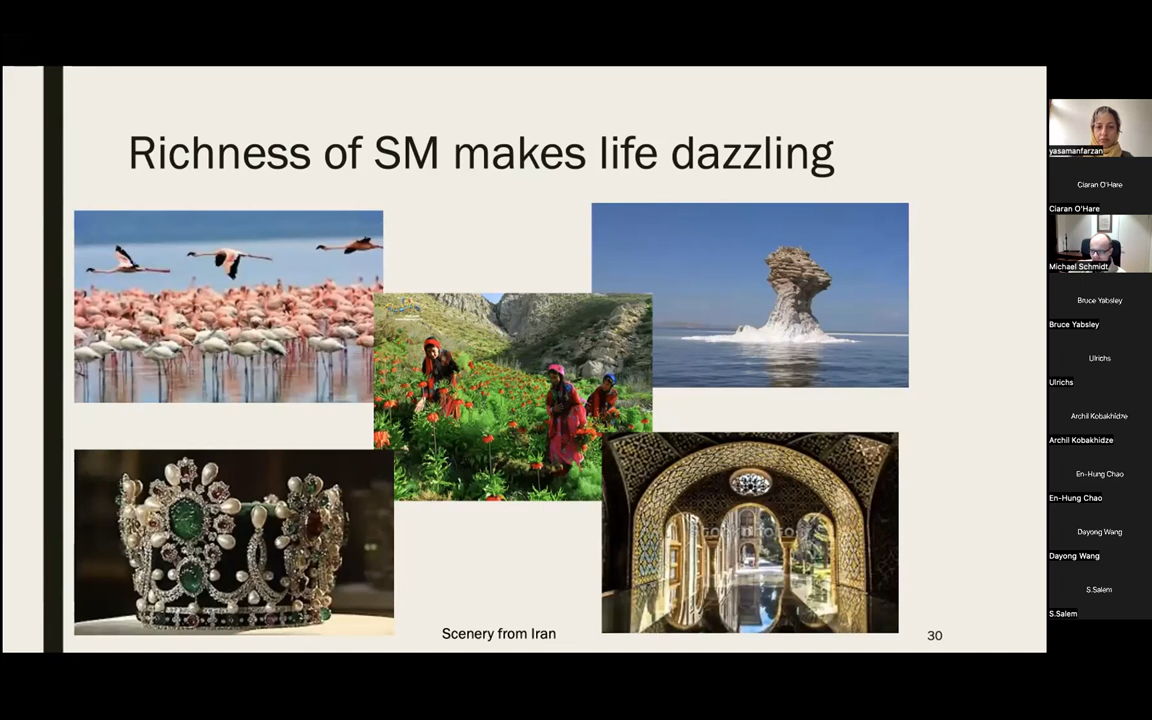 Richness of SM makes life dazzling
Scenery from Iran
30
yasamanfarzan
Ciaran O'Hare
Ciaran O'Hare
Michael Schmidt
Bruce Yabsley
Bruce Yabsley
Ulrichs
Ulrichs
Archil Kobakhidze
Archil Kobakhidze
En-Hung Chao
En-Hung Chao
Dayong Wang
Dayong Wang
S.Salem
S.Salem